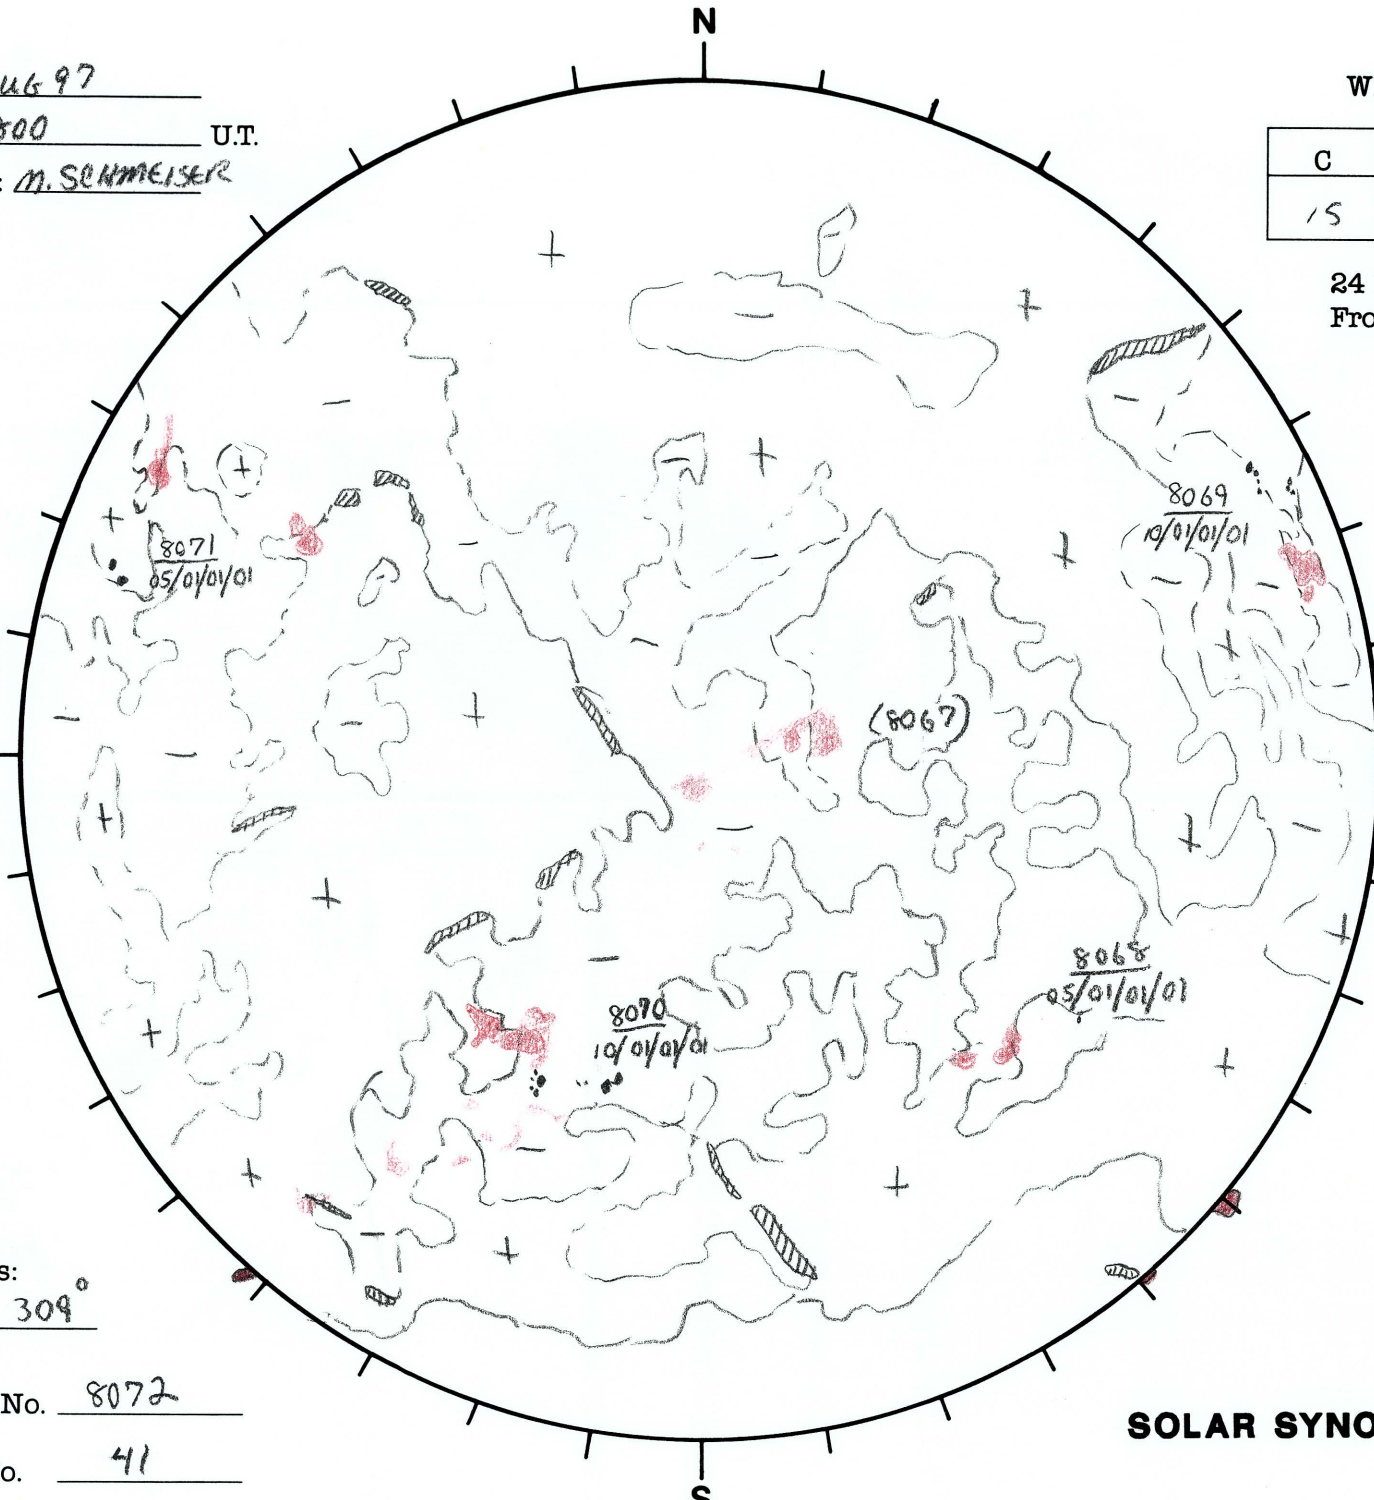 N
UG 97
800 U.T.
: M. SCHMEISER
W
C
15
24
Fro
8069
10/01/01/01
8071
05/01/01/01
(8067)
8068
05/01/01/01
8070
10/01/01/01
s:
309°
No. 8072
o. 41
SOLAR SYNO
S